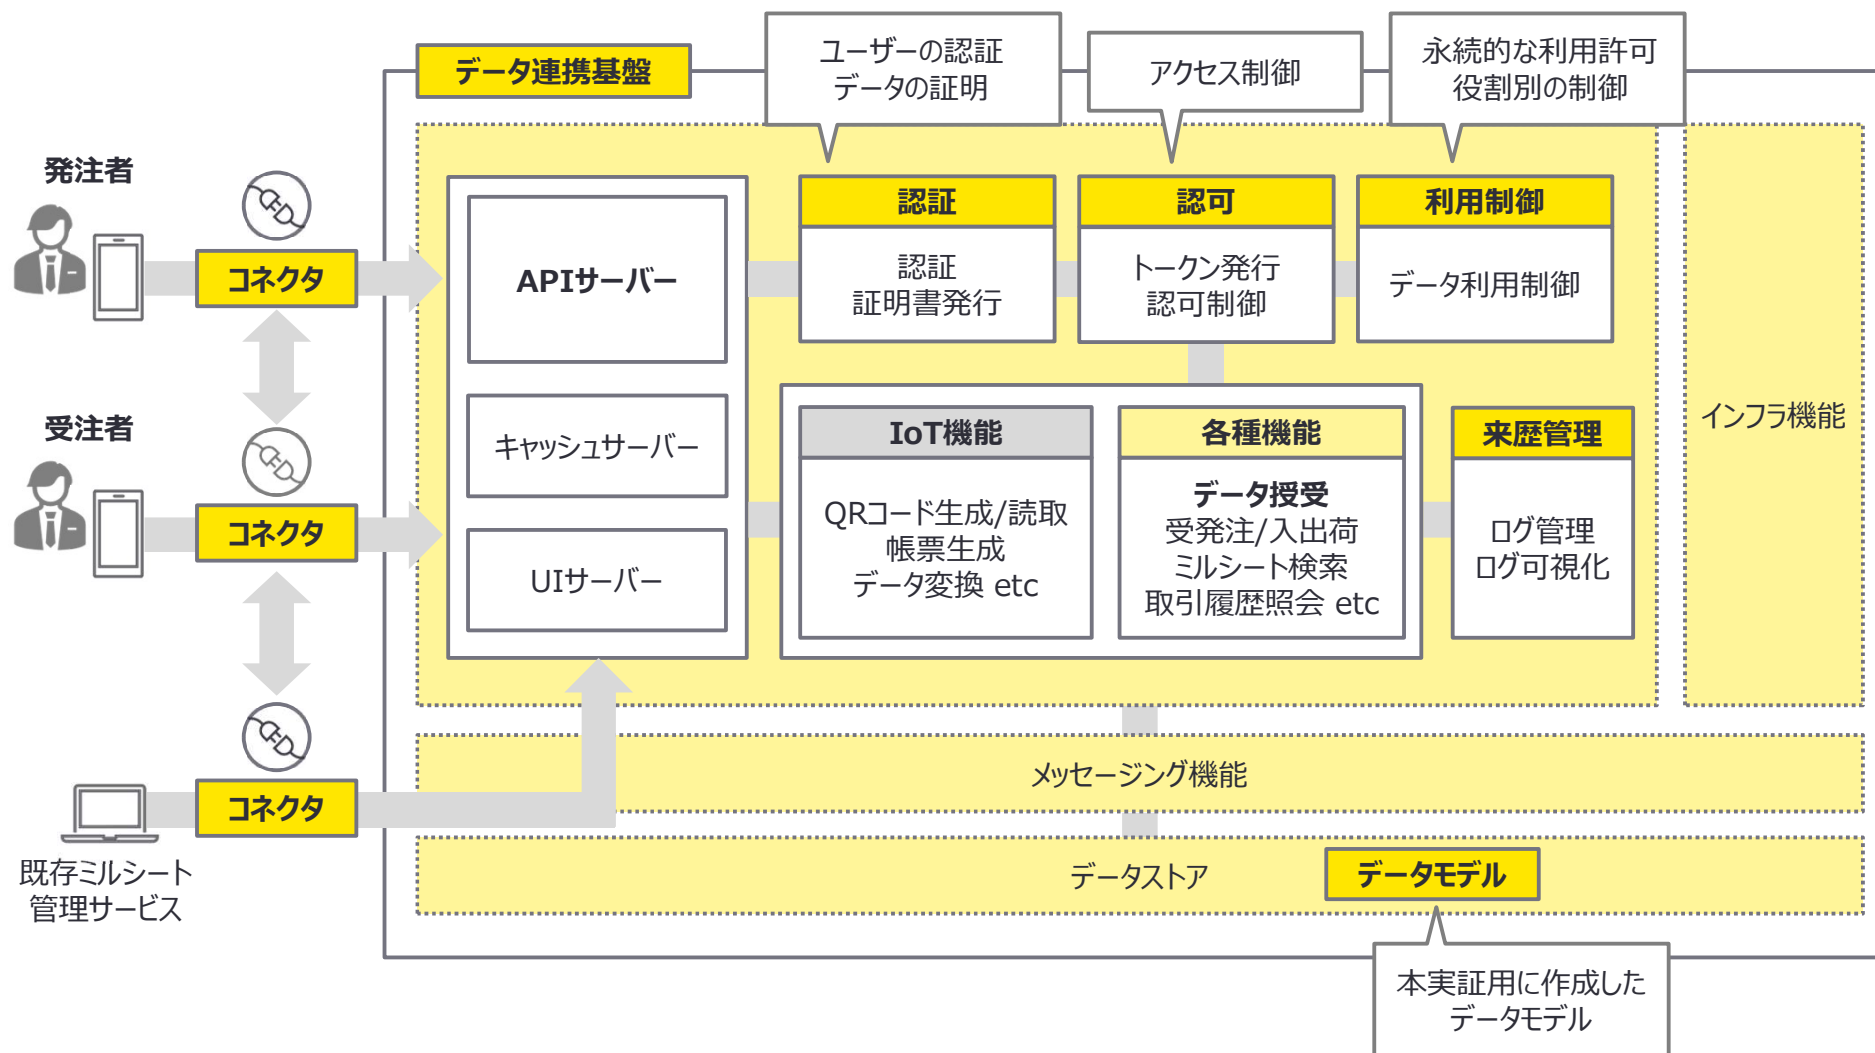 データ連携基盤
ユーザーの認証
データの証明
アクセス制御
永続的な利用許可
役割別の制御
発注者
コネクタ
受注者
コネクタ
コネクタ
既存ミルシート
管理サービス
APIサーバー
キャッシュサーバー
UIサーバー
認証
認証
証明書発行
認可
トークン発行
認可制御
利用制御
データ利用制御
IoT機能
QRコード生成/読取
帳票生成
データ変換 etc
各種機能
データ授受
受発注/入出荷
ミルシート検索
取引履歴照会 etc
来歴管理
ログ管理
ログ可視化
インフラ機能
メッセージング機能
データストア
データモデル
本実証用に作成した
データモデル